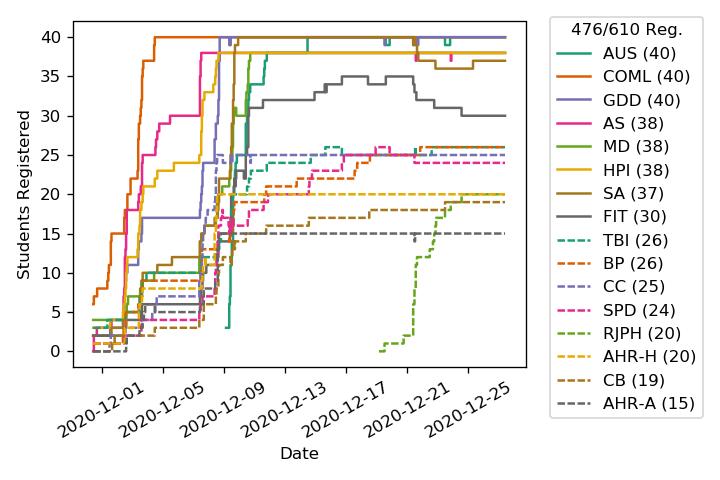 40
35
30
25
20
15
10
5
0
Students Registered
2020-12-01
2020-12-05
2020-12-09
2020-12-13
2020-12-17
2020-12-21
2020-12-25
Date
476/610 Reg.
AUS (40)
COML (40)
GDD (40)
AS (38)
MD (38)
HPI (38)
SA (37)
FIT (30)
TBI (26)
BP (26)
CC (25)
SPD (24)
RJPH (20)
AHR-H (20)
CB (19)
AHR-A (15)